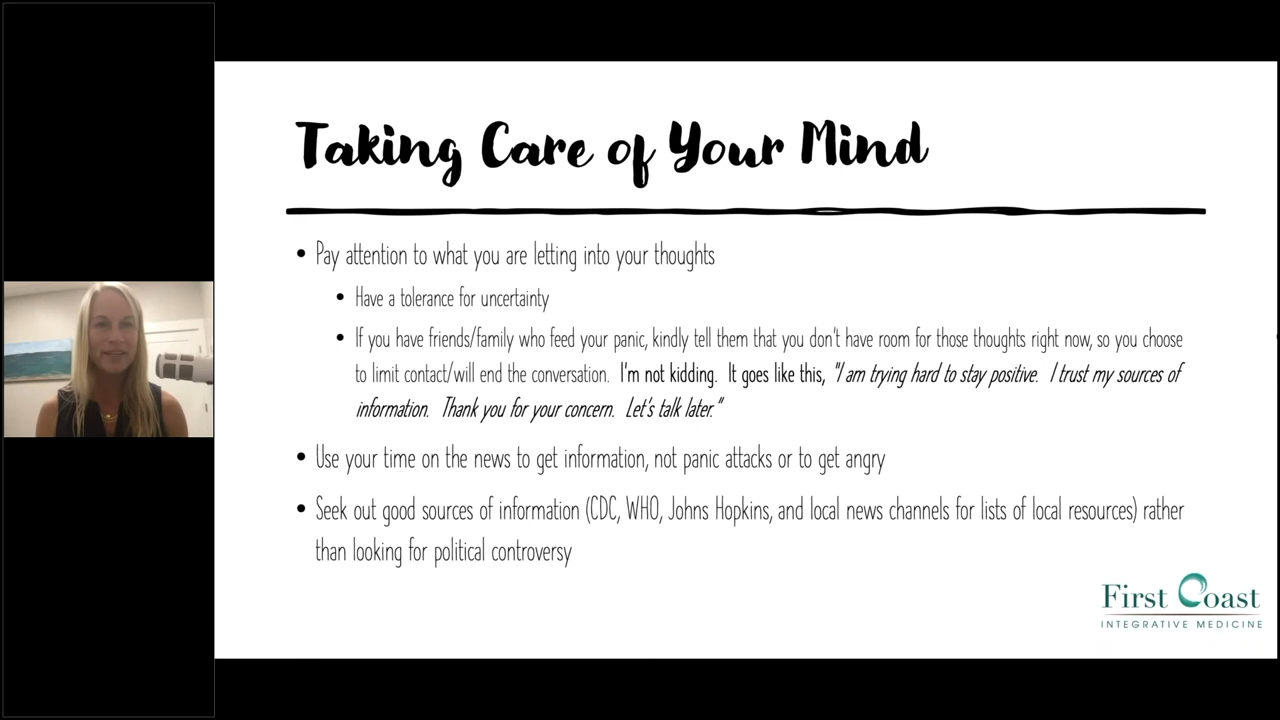 Taking Care of Your Mind
• Pay attention to what you are letting into your thoughts
• Have a tolerance for uncertainty
• If you have friends/family who feed your panic, kindly tell them that you don't have room for those thoughts right now, so you choose
to limit contact/will end the conversation. I'm not kidding. It goes like this, "I am trying hard to stay positive. I trust my sources of
information. Thank you for your concern. Let's talk later."
• Use your time on the news to get information, not panic attacks or to get angry
• Seek out good sources of information (CDC, WHO, Johns Hopkins, and local news channels for lists of local resources) rather
than looking for political controversy
First Coast
INTEGRATIVE MEDICINE